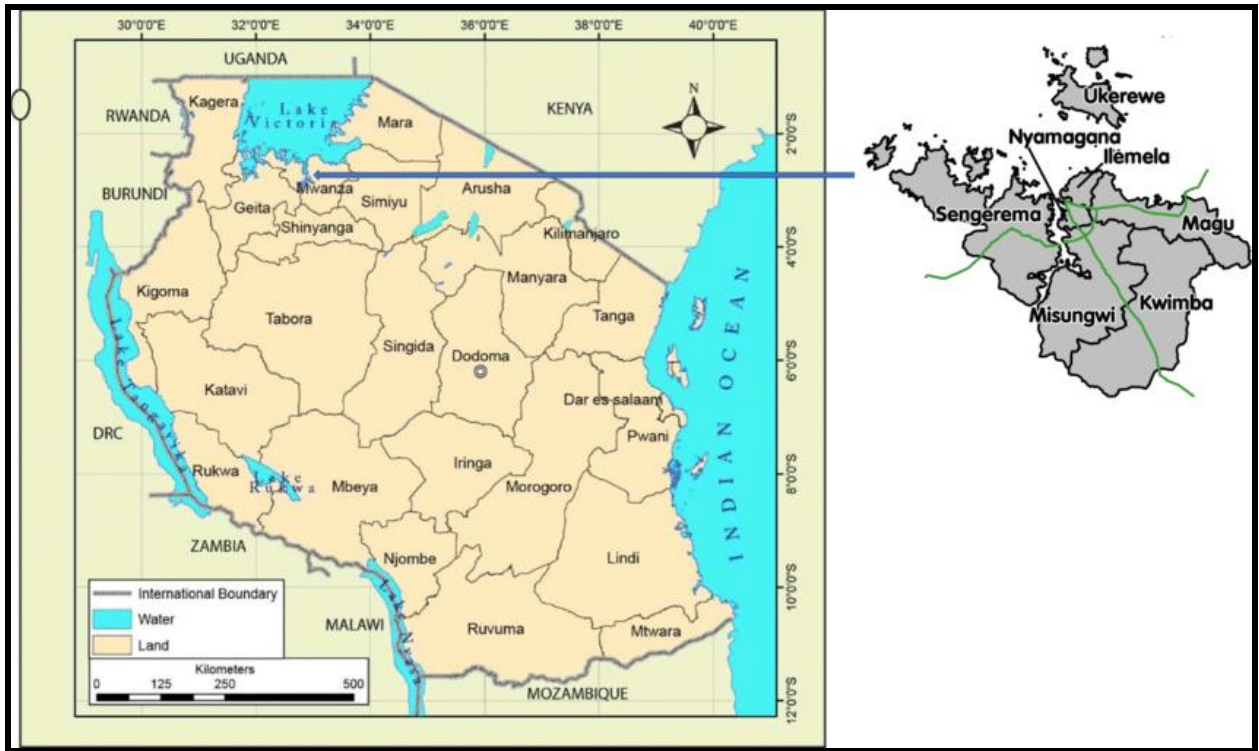 30°0'0"E 32°0'0"E 34°0'0"E 36°0'0"E 38°0'0"E 40°0'0"E
UGANDA
RWANDA
BURUNDI
KENYA
DRC
ZAMBIA
MALAWI
MOZAMBIQUE
N
Kagera
Lake
Victoria
Mara
Mwanza
Geita
Simiyu
Arusha
Shinyanga
Kilimanjaro
Kigoma
Manyara
Tabora
Tanga
Singida
Dodoma
Katavi
Dar es-salaam
Pwani
Rukwa
Lake
Rukwa
Mbeya
Iringa
Morogoro
Njombe
Lindi
Ruvuma
Mtwara
Lake Tangayika
Lake Nyas
INDIAN OCEAN
2°0'0"S
4°0'0"S
6°0'0"S
8°0'0"S
10°0'0"S
12°0'0"S
International Boundary
Water
Land
Kilometers
0 125 250 500
Ukerewe
Nyamagana
Ilemela
Sengerema
Magu
Misungwi
Kwimba